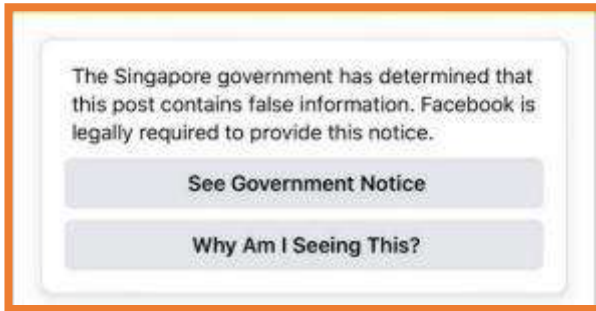 The Singapore government has determined that
this post contains false information. Facebook is
legally required to provide this notice.
See Government Notice
Why Am I Seeing This?